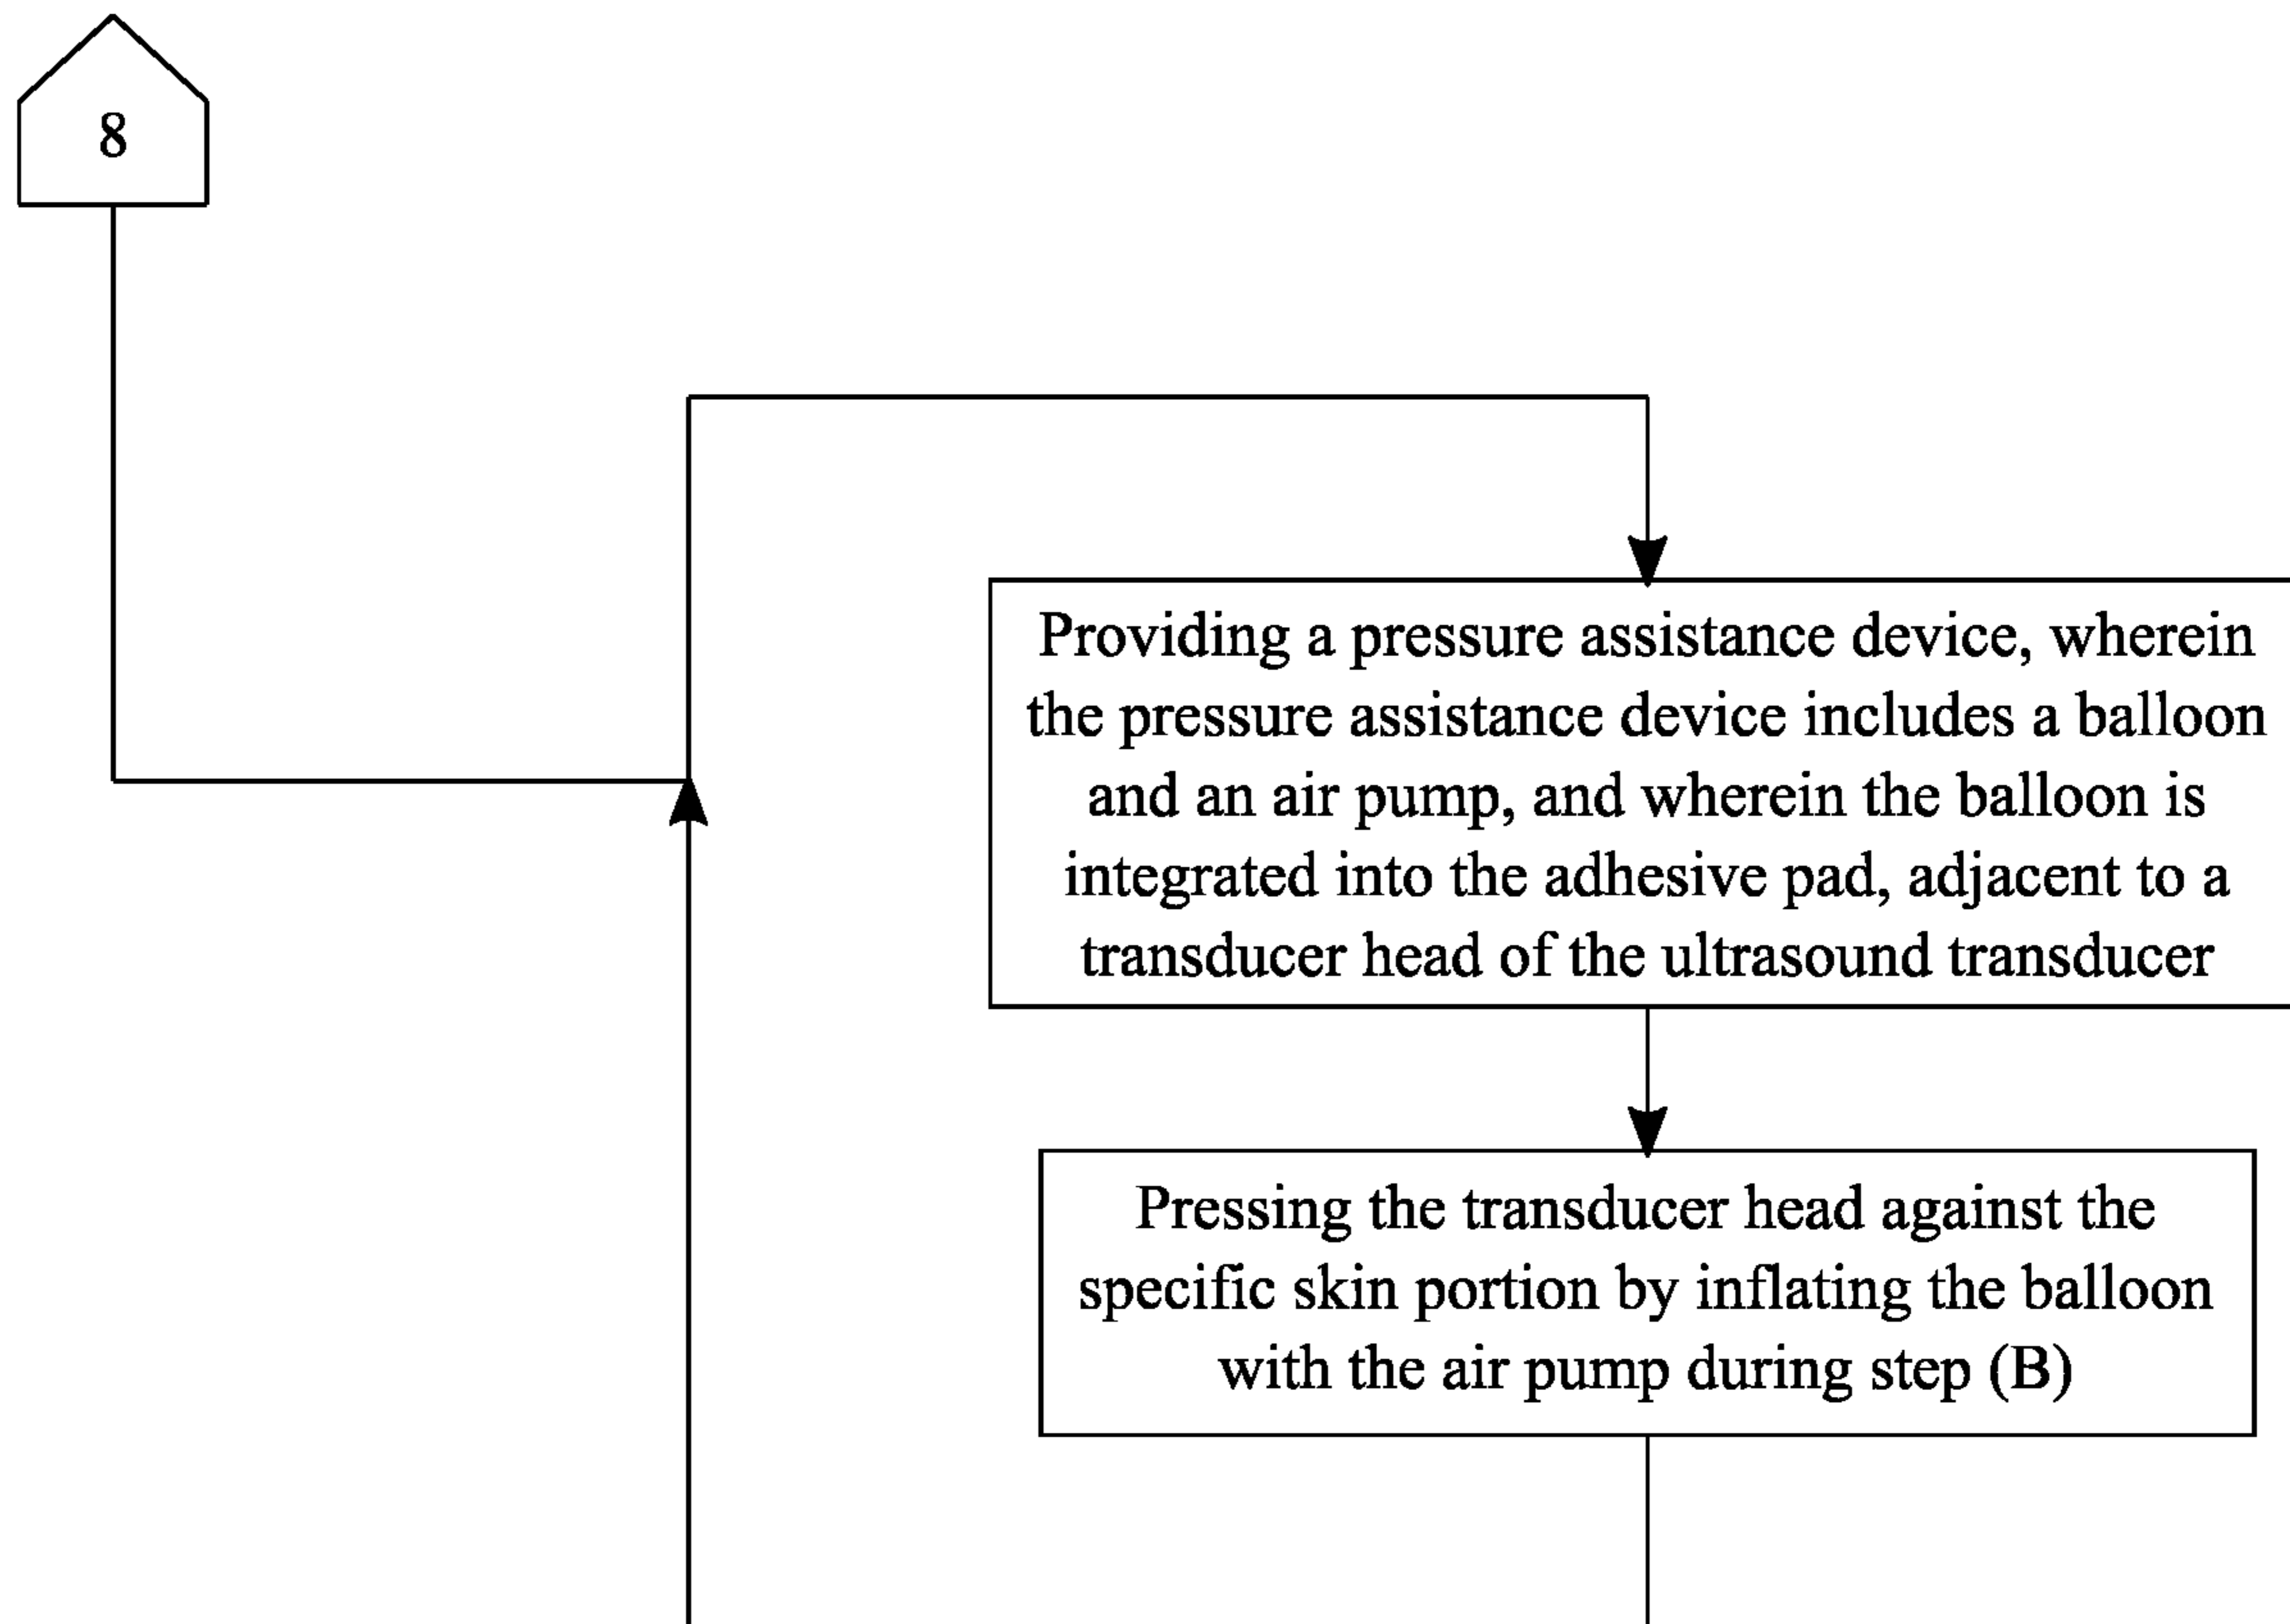 8
Providing a pressure assistance device, wherein
the pressure assistance device includes a balloon
and an air pump, and wherein the balloon is
integrated into the adhesive pad, adjacent to a
transducer head of the ultrasound transducer
Pressing the transducer head against the
specific skin portion by inflating the balloon
with the air pump during step (B)